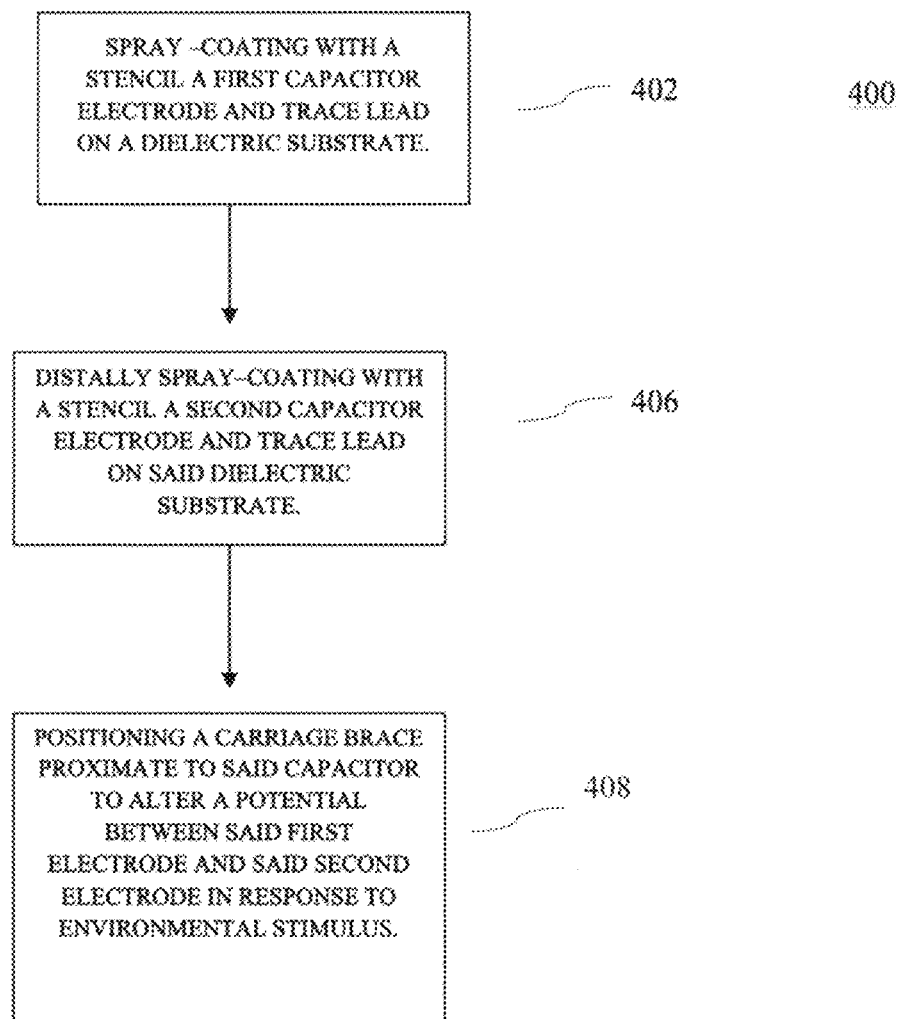 SPRAY-COATING WITH A
STENCIL A FIRST CAPACITOR
ELECTRODE AND TRACE LEAD
ON A DIELECTRIC SUBSTRATE.
402
400
DISTALLY SPRAY-COATING WITH
A STENCIL A SECOND CAPACITOR
ELECTRODE AND TRACE LEAD
ON SAID DIELECTRIC
SUBSTRATE.
406
POSITIONING A CARRIAGE BRACE
PROXIMATE TO SAID CAPACITOR
TO ALTER A POTENTIAL
BETWEEN SAID FIRST
ELECTRODE AND SAID SECOND
ELECTRODE IN RESPONSE TO
ENVIRONMENTAL STIMULUS.
408